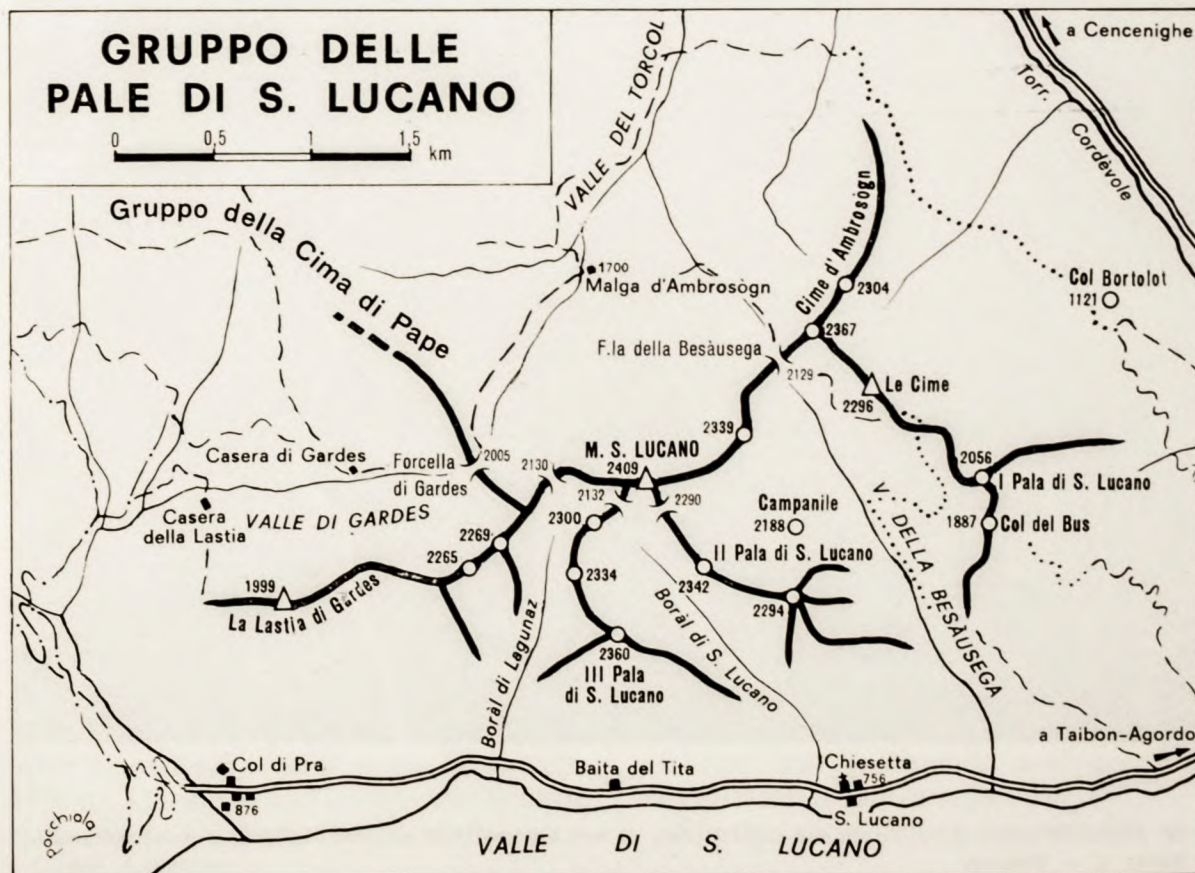 GRUPPO DELLE
PALE DI S. LUCANO
0 0,5 1 1,5
km
a Cencenighe
Torr. Cordèvole
VALLE DEL TORCOL
Gruppo della Cima di Pape
1700
Malga d'Ambrosògn
Cime d'Ambrosògn
2304
Col Bortolot
1121
2367
F.la della Besàusega
2129
Le Cime
2296
2339
M. S. LUCANO
2409
Casera di Gardes
Forcella
di Gardes
2005
2130
2132
2290
2056
I Pala di S. Lucano
Casera
della Lastia
VALLE DI GARDES
2300
Campanile
2188
1887
Col del Bus
2269
2265
II Pala di S. Lucano
V. DELLA BESÀUSEGA
2334
2342
1999
La Lastia di Gàrdes
2294
Boràl di Lagunaz
Boràl di S. Lucano
2360
III Pala
di S. Lucano
a Taibon-Agordo
Col di Pra
876
Baita del Tita
Chiesetta
756
S. Lucano
Pocchiola
VALLE DI S. LUCANO